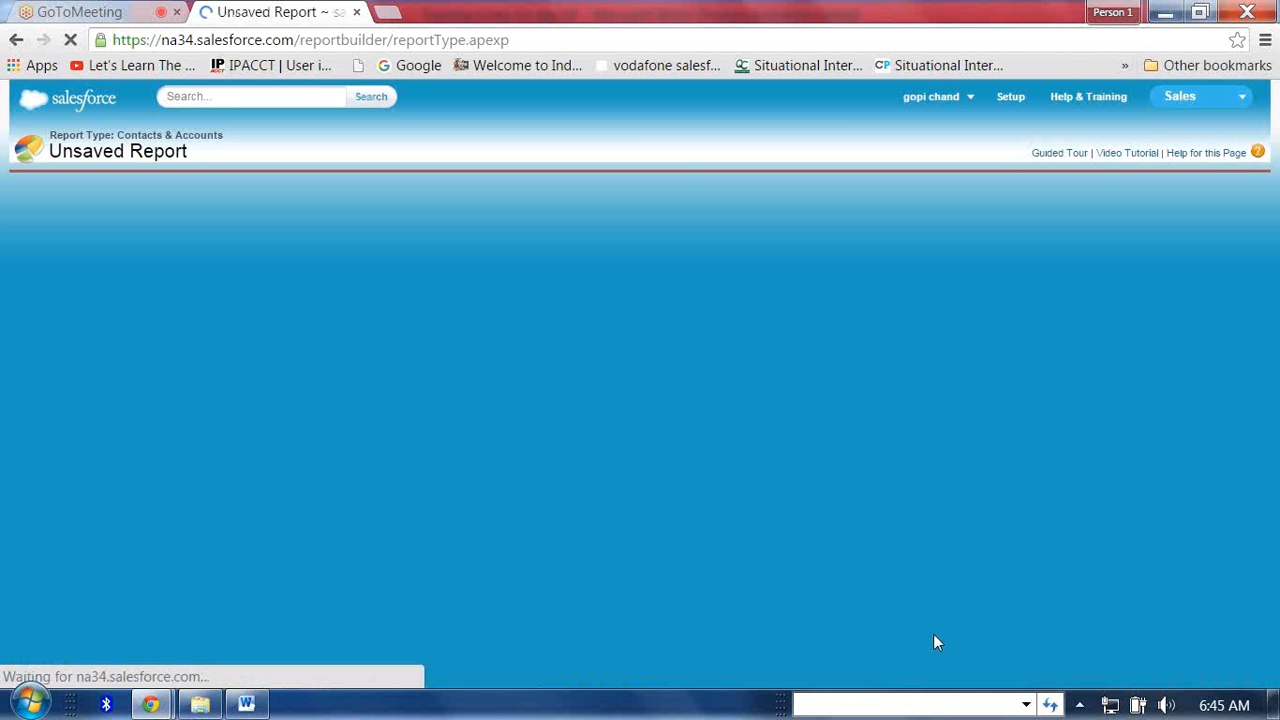 GoToMeeting
Unsaved Report ~ sa
Person 1
https://na34.salesforce.com/reportbuilder/reportType.apexp
Apps
Let's Learn The ...
IPACCT | User i...
Google
Welcome to Ind...
vodafone salesf...
Situational Inter...
Situational Inter...
»
Other bookmarks
salesforce
Search...
Search
gopi chand
Setup
Help & Training
Sales
Report Type: Contacts & Accounts
Unsaved Report
Guided Tour | Video Tutorial | Help for this Page
Waiting for na34.salesforce.com...
6:45 AM